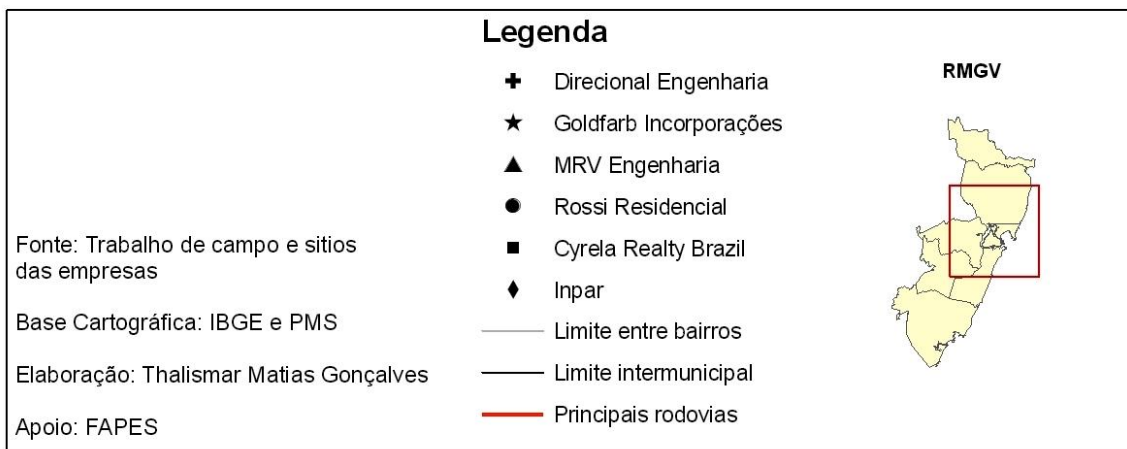 Legenda
Direcional Engenharia
Goldfarb Incorporações
MRV Engenharia
Rossi Residencial
Cyrela Realty Brazil
Inpar
Limite entre bairros
Limite intermunicipal
Principais rodovias
RMGV
Fonte: Trabalho de campo e sitios
das empresas
Base Cartográfica: IBGE e PMS
Elaboração: Thalismar Matias Gonçalves
Apoio: FAPES